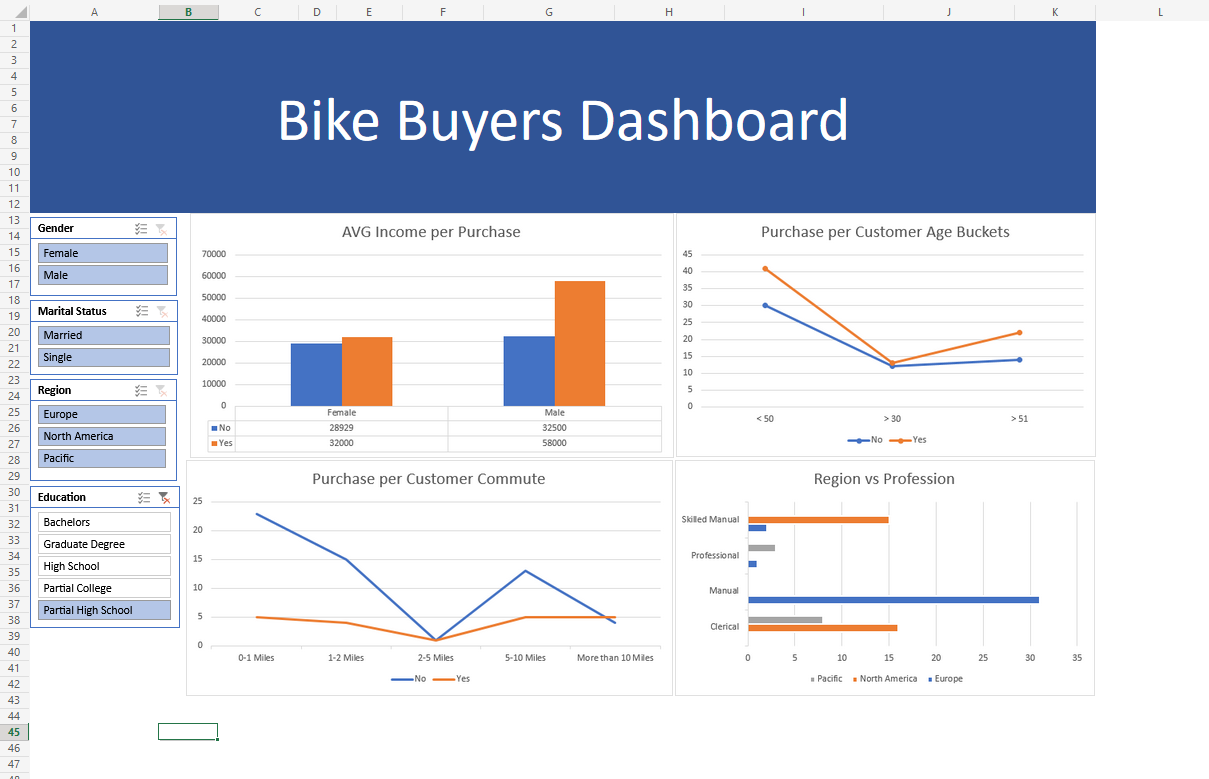 A B C D E F G H I J K L
1
2
3
4
5
6
7
8
9
10
11
12
13
14
15
16
17
18
19
20
21
22
23
24
25
26
27
28
29
30
31
32
33
34
35
36
37
38
39
40
41
42
43
44
45
46
47
48
Bike Buyers Dashboard
Gender
Female
Male
Marital Status
Married
Single
Region
Europe
North America
Pacific
Education
Bachelors
Graduate Degree
High School
Partial College
Partial High School
AVG Income per Purchase
70000
60000
50000
40000
30000
20000
10000
0
Female Male
No 28929 32500
Yes 32000 58000
Purchase per Customer Age Buckets
45
40
35
30
25
20
15
10
5
0
< 50 > 30 > 51
No Yes
Purchase per Customer Commute
25
20
15
10
5
0
0-1 Miles 1-2 Miles 2-5 Miles 5-10 Miles More than 10 Miles
No Yes
Region vs Profession
Skilled Manual
Professional
Manual
Clerical
0 5 10 15 20 25 30 35
Pacific North America Europe